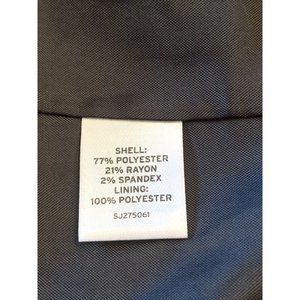 SHELL:
77% POLYESTER
21% RAYON
2% SPANDEX
LINING:
100% POLYESTER
SJ275061